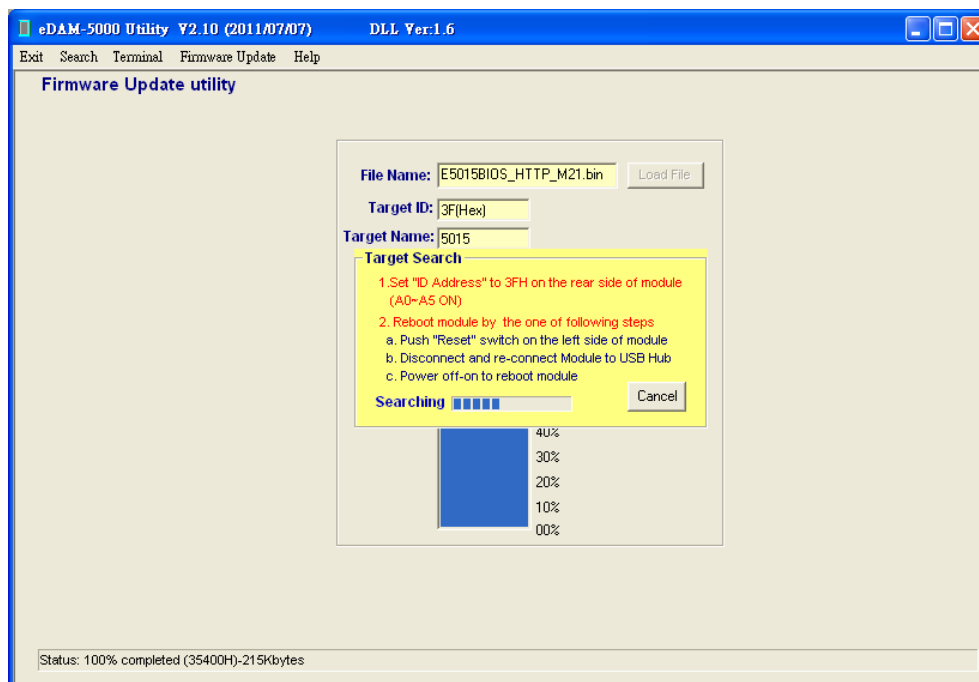 eDAM-5000 Utility V2.10 (2011/07/07) DLL Ver:1.6
Exit Search Terminal Firmware Update Help
Firmware Update utility
File Name: E5015BIOS_HTTP_M21.bin Load File
Target ID: 3F(Hex)
Target Name: 5015
Target Search
1.Set "ID Address" to 3FH on the rear side of module
(A0~A5 ON)
2. Reboot module by the one of following steps
a. Push "Reset" switch on the left side of module
b. Disconnect and re-connect Module to USB Hub
c. Power off-on to reboot module
Searching Cancel
40%
30%
20%
10%
00%
Status: 100% completed (35400H)-215Kbytes